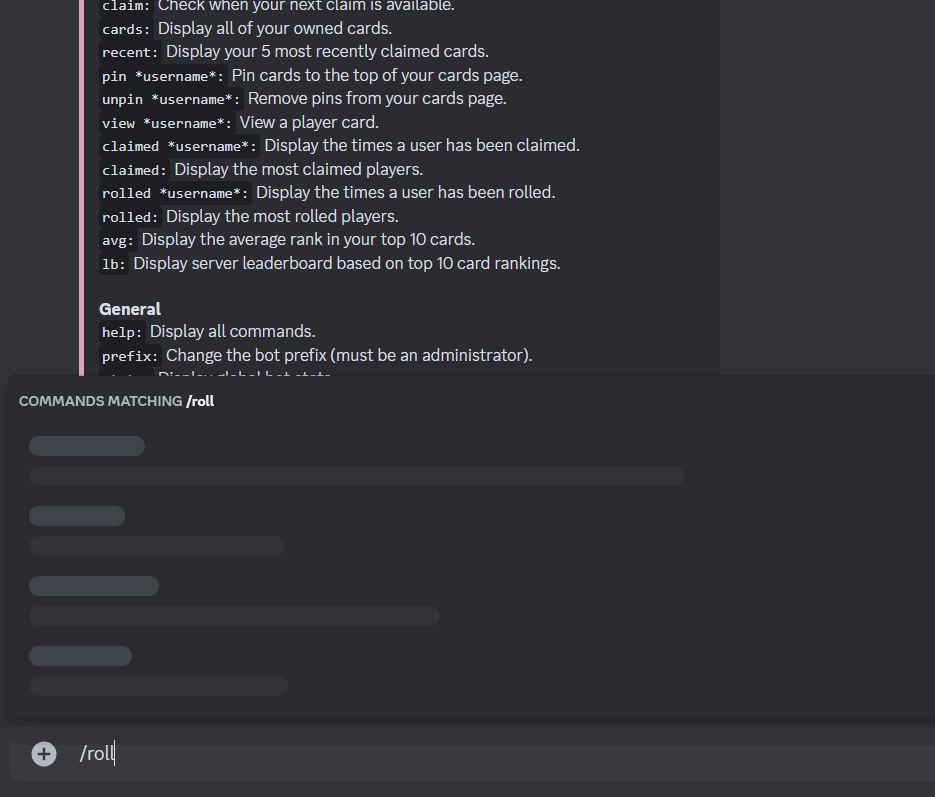 claim: Check when your next claim is available.
cards: Display all of your owned cards.
recent: Display your 5 most recently claimed cards.
pin *username*: Pin cards to the top of your cards page.
unpin *username*: Remove pins from your cards page.
view *username*: View a player card.
claimed *username*: Display the times a user has been claimed.
claimed: Display the most claimed players.
rolled *username*: Display the times a user has been rolled.
rolled: Display the most rolled players.
avg: Display the average rank in your top 10 cards.
lb: Display server leaderboard based on top 10 card rankings.
General
help: Display all commands.
prefix: Change the bot prefix (must be an administrator).
Display global bot stats
COMMANDS MATCHING /roll
/roll